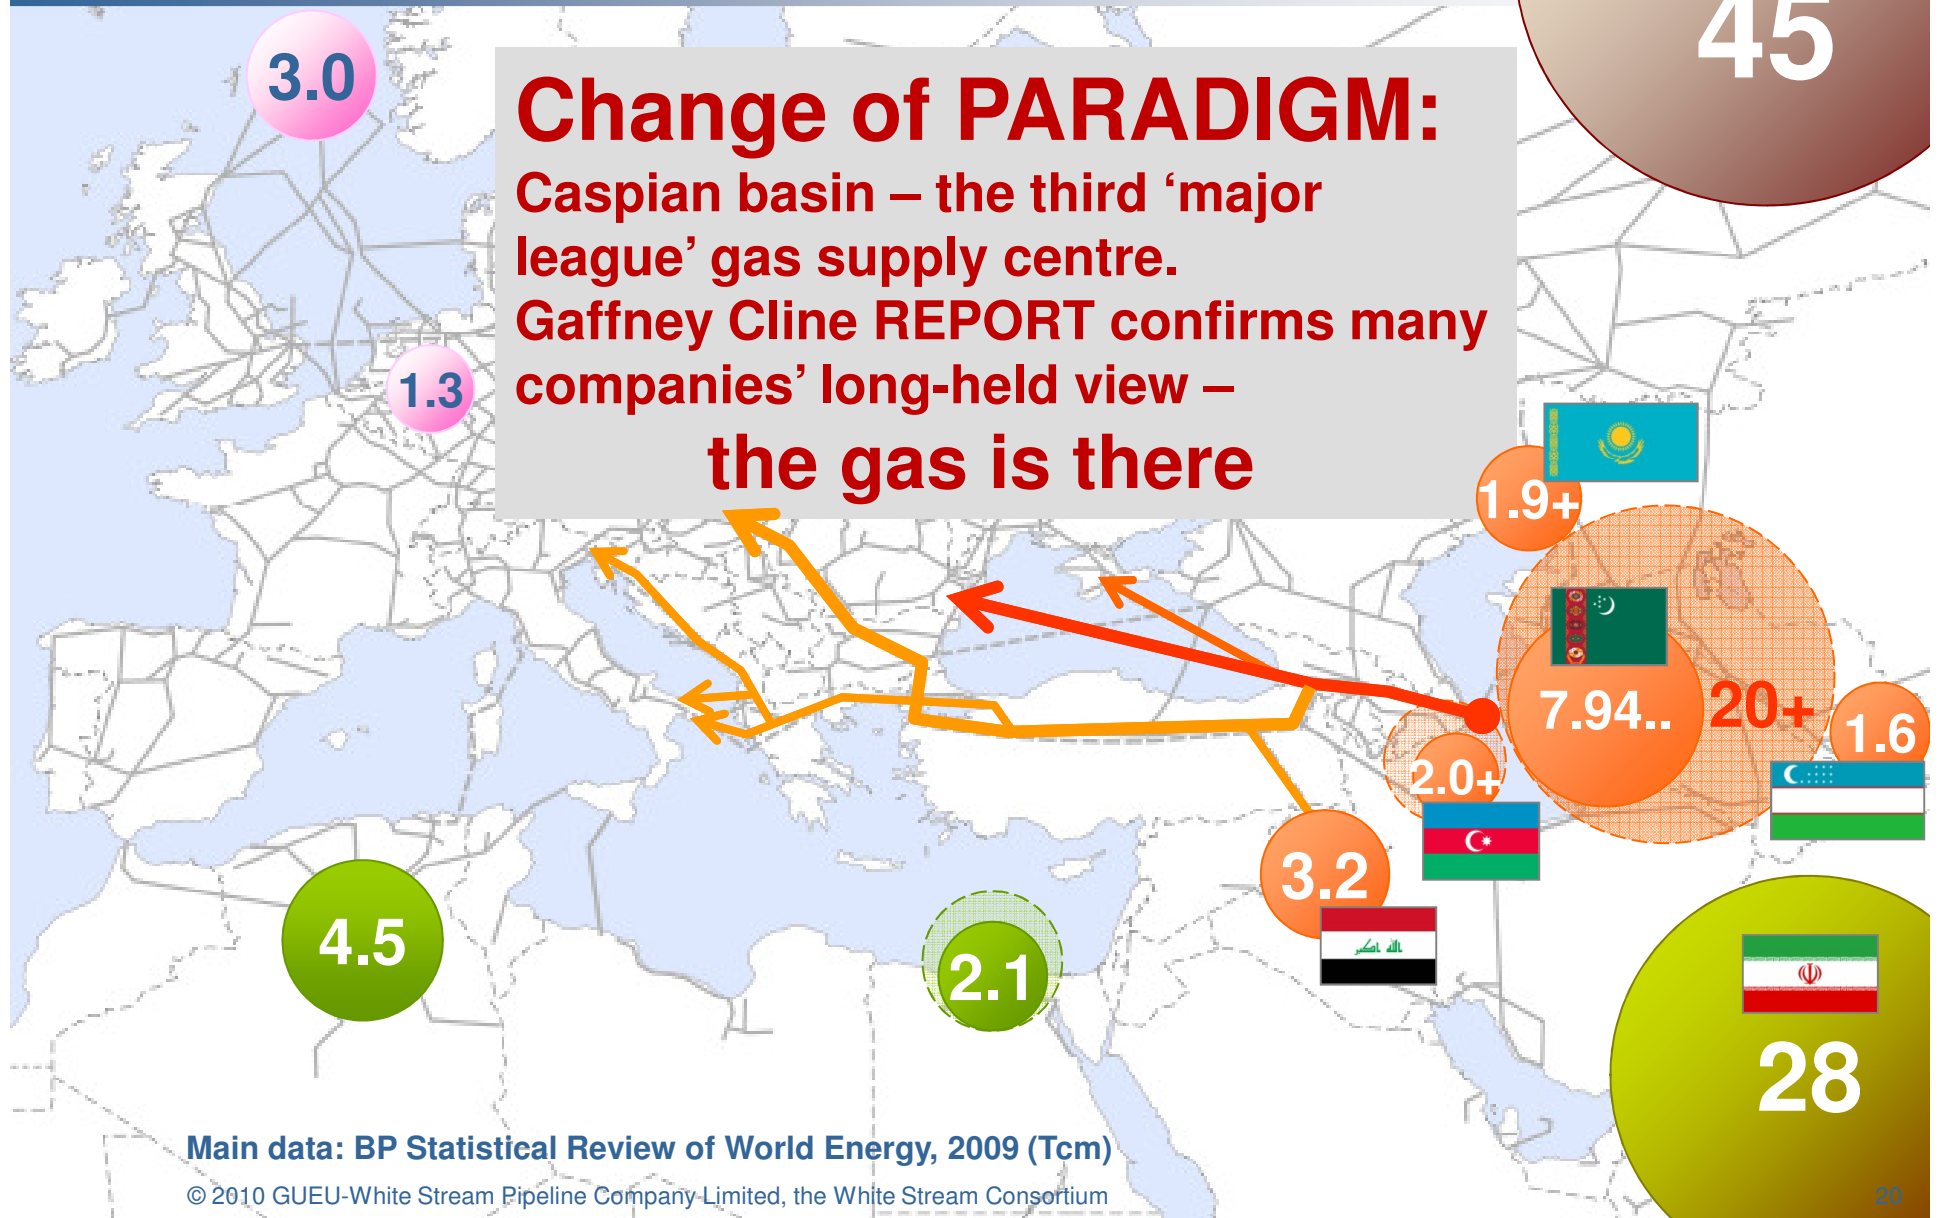 45
3.0
Change of PARADIGM:
Caspian basin – the third ‘major
league’ gas supply centre.
Gaffney Cline REPORT confirms many
companies’ long-held view –
the gas is there
1.3
1.9+
7.94..
20+
1.6
2.0+
3.2
الله اكبر
4.5
2.1
28
Main data: BP Statistical Review of World Energy, 2009 (Tcm)
© 2010 GUEU-White Stream Pipeline Company Limited, the White Stream Consortium
20